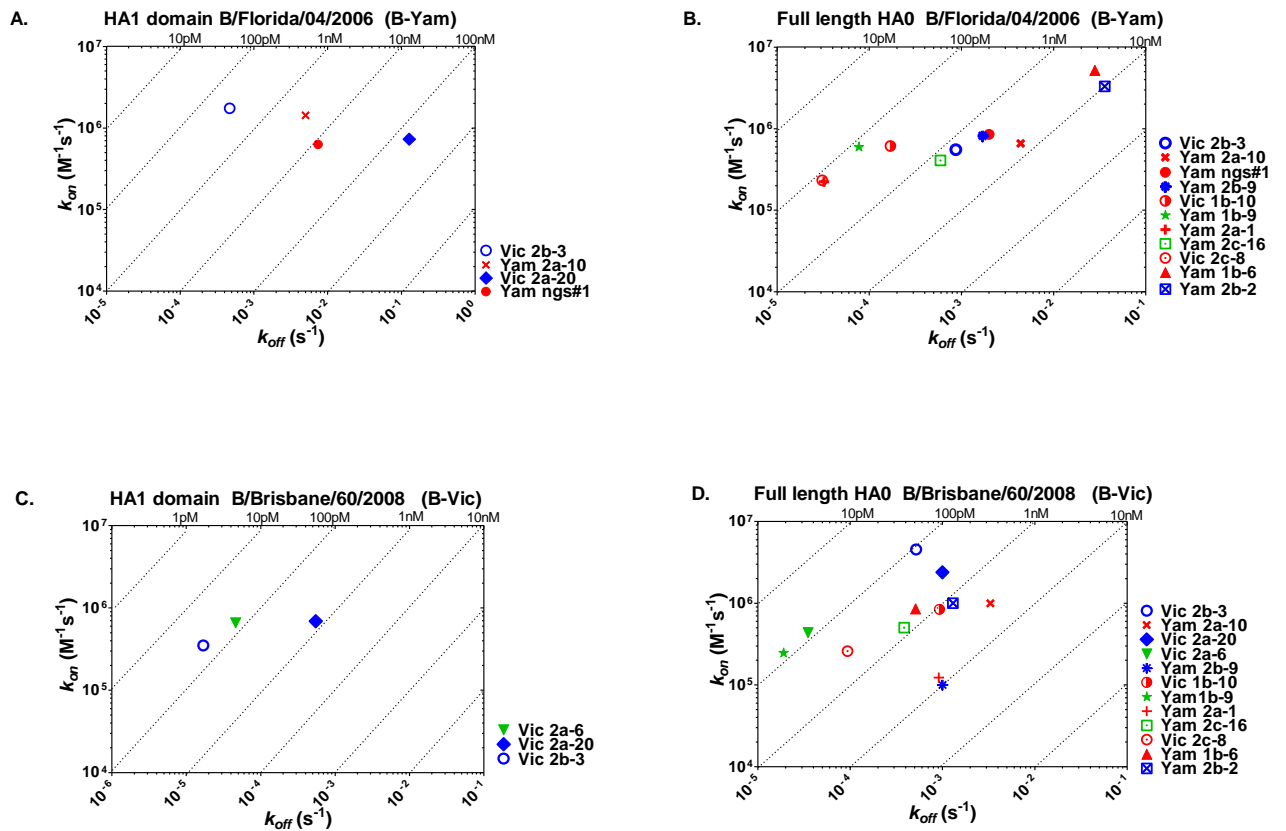 A.
HA1 domain B/Florida/04/2006 (B-Yam)
10pM 100pM 1nM 10nM 100nM
10⁷
10⁶
10⁵
10⁴
kon (M⁻¹s⁻¹)
10⁻⁵ 10⁻⁴ 10⁻³ 10⁻² 10⁻¹ 10⁰
koff (s⁻¹)
Vic 2b-3
Yam 2a-10
Vic 2a-20
Yam ngs#1
B.
Full length HA0 B/Florida/04/2006 (B-Yam)
10pM 100pM 1nM 10nM
10⁷
10⁶
10⁵
10⁴
kon (M⁻¹s⁻¹)
10⁻⁵ 10⁻⁴ 10⁻³ 10⁻² 10⁻¹
koff (s⁻¹)
Vic 2b-3
Yam 2a-10
Yam ngs#1
Yam 2b-9
Vic 1b-10
Yam 1b-9
Yam 2a-1
Yam 2c-16
Vic 2c-8
Yam 1b-6
Yam 2b-2
C.
HA1 domain B/Brisbane/60/2008 (B-Vic)
1pM 10pM 100pM 1nM 10nM
10⁷
10⁶
10⁵
10⁴
kon (M⁻¹s⁻¹)
10⁻⁶ 10⁻⁵ 10⁻⁴ 10⁻³ 10⁻² 10⁻¹
koff (s⁻¹)
Vic 2a-6
Vic 2a-20
Vic 2b-3
D.
Full length HA0 B/Brisbane/60/2008 (B-Vic)
10pM 100pM 1nM 10nM
10⁷
10⁶
10⁵
10⁴
kon (M⁻¹s⁻¹)
10⁻⁵ 10⁻⁴ 10⁻³ 10⁻² 10⁻¹
koff (s⁻¹)
Vic 2b-3
Yam 2a-10
Vic 2a-20
Vic 2a-6
Yam 2b-9
Vic 1b-10
Yam1b-9
Yam 2a-1
Yam 2c-16
Vic 2c-8
Yam 1b-6
Yam 2b-2